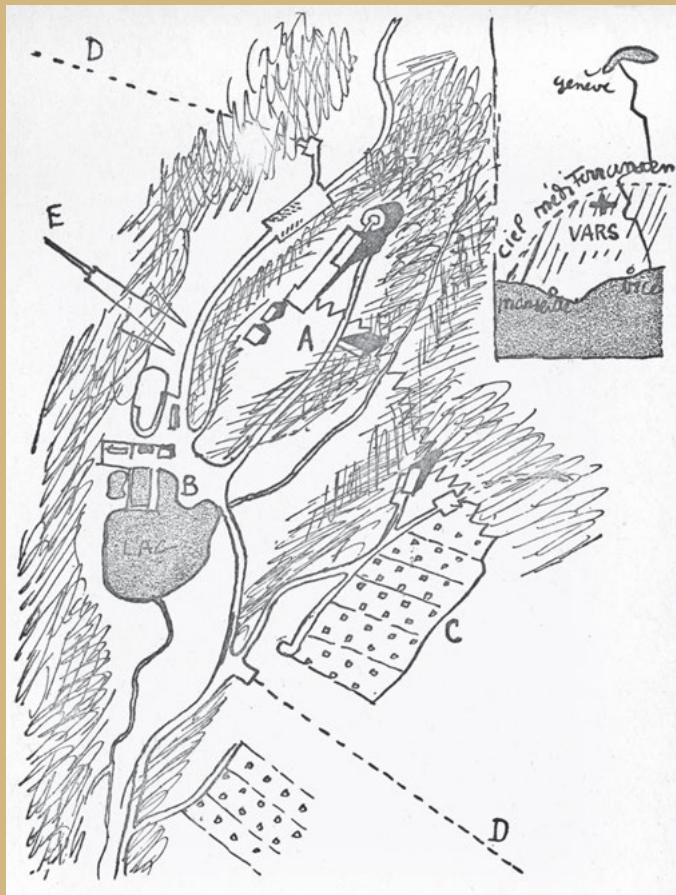 D
E
A
B
LAC
C
D
genève
ciel méditerranéen
VARS
marseille
nice